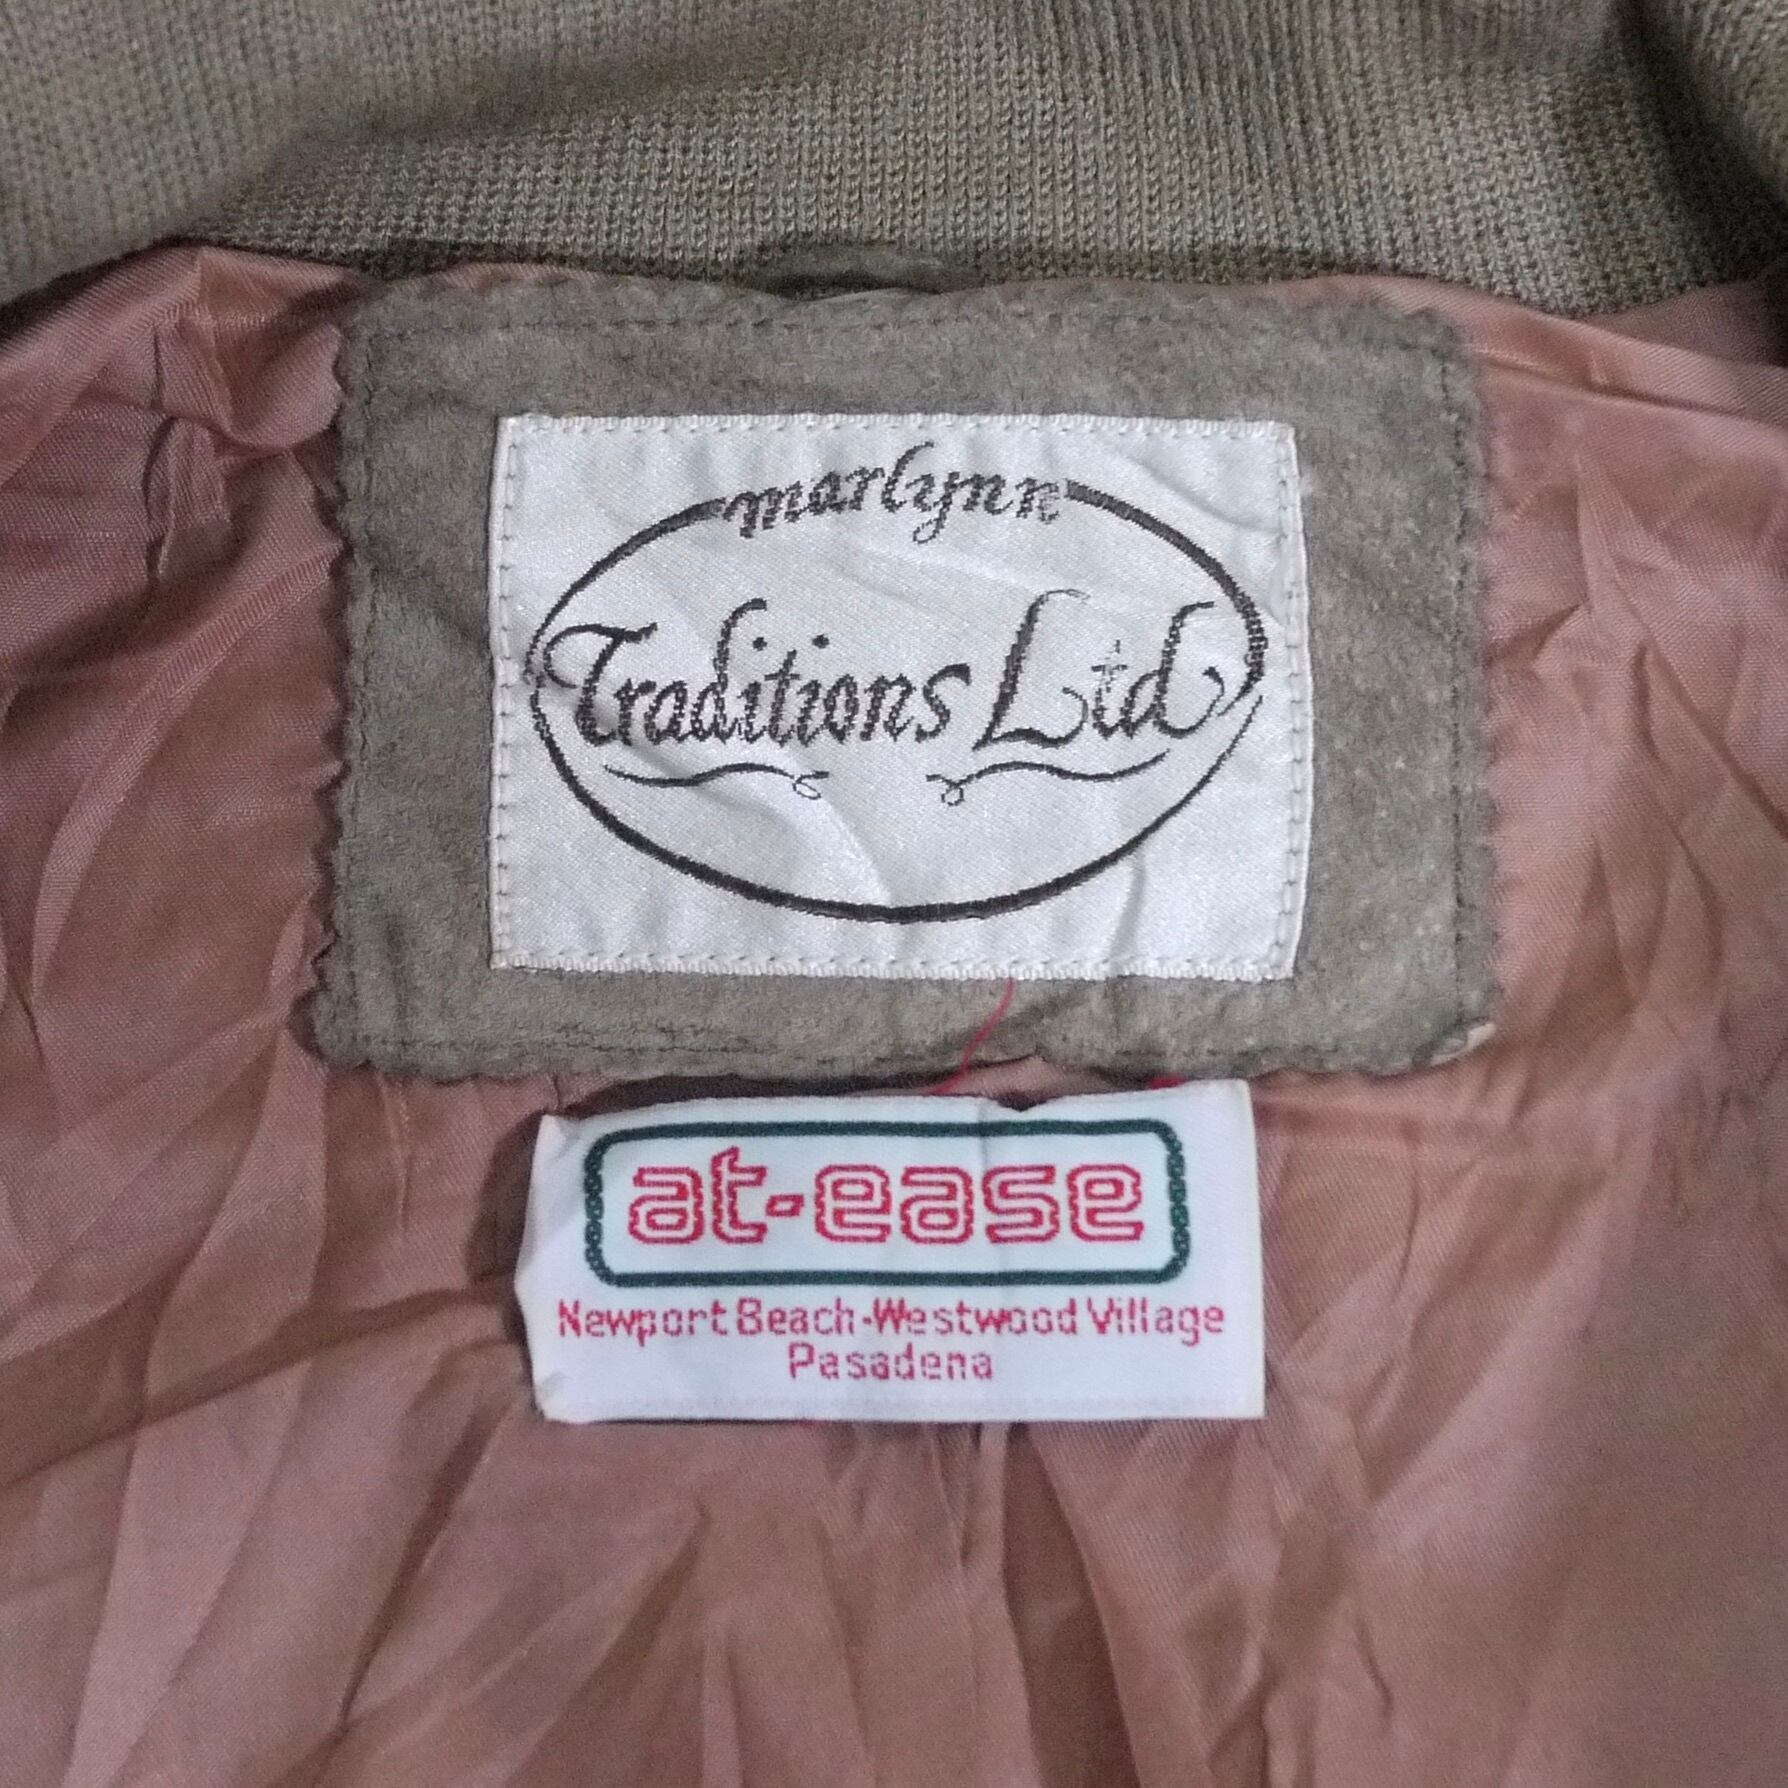 marlynn
Traditions Ltd
at-ease
Newport Beach-Westwood Village
Pasadena